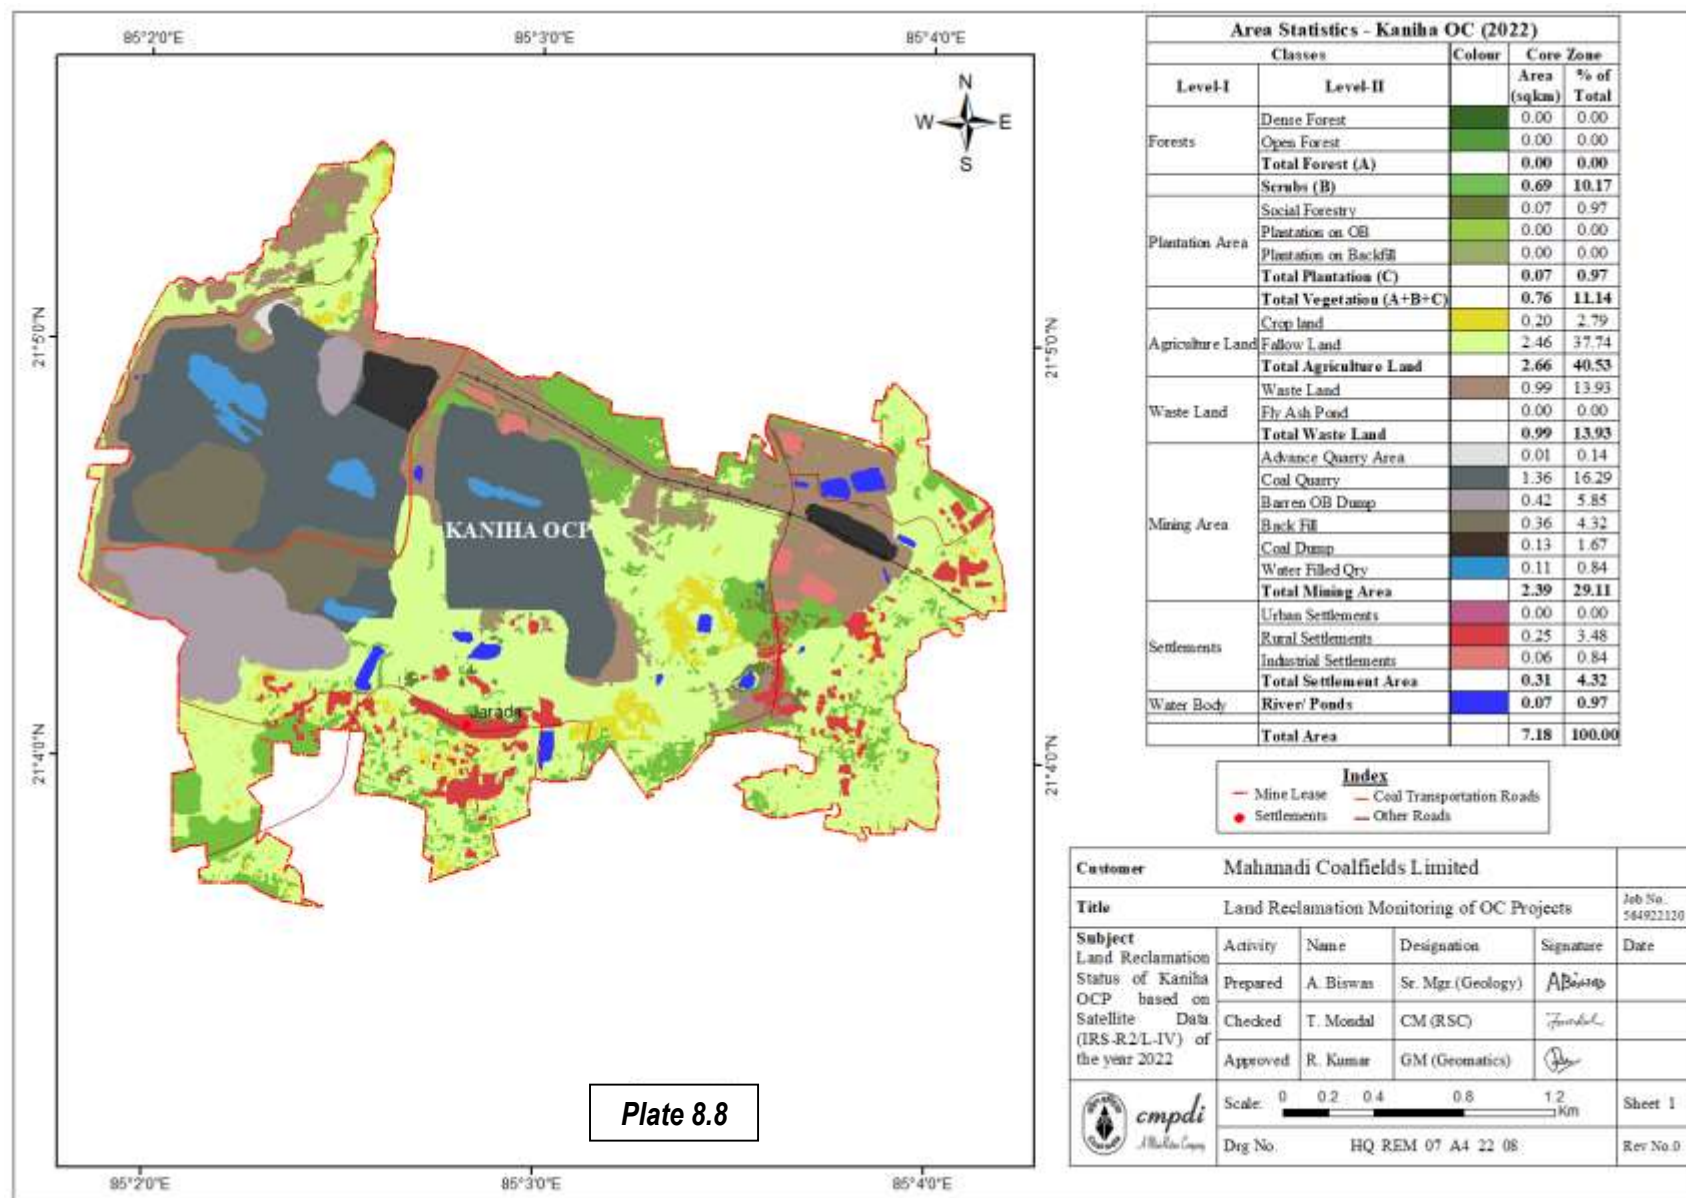 85°2'0"E 85°3'0"E 85°4'0"E
N
W E
S
21°5'0"N 21°5'0"N
KANIHA OCP
Jarada
21°4'0"N 21°4'0"N
Plate 8.8
85°2'0"E 85°3'0"E 85°4'0"E
Area Statistics - Kaniha OC (2022)
Classes Colour Core Zone
Level-I Level-II Area (sqkm) % of Total
Forests
Dense Forest 0.00 0.00
Open Forest 0.00 0.00
Total Forest (A) 0.00 0.00
Scrubs (B) 0.69 10.17
Plantation Area
Social Forestry 0.07 0.97
Plantation on OB 0.00 0.00
Plantation on Backfill 0.00 0.00
Total Plantation (C) 0.07 0.97
Total Vegetation (A+B+C) 0.76 11.14
Agriculture Land
Crop land 0.20 2.79
Fallow Land 2.46 37.74
Total Agriculture Land 2.66 40.53
Waste Land
Waste Land 0.99 13.93
Fly Ash Pond 0.00 0.00
Total Waste Land 0.99 13.93
Mining Area
Advance Quarry Area 0.01 0.14
Coal Quarry 1.36 16.29
Barren OB Dump 0.42 5.85
Back Fill 0.36 4.32
Coal Dump 0.13 1.67
Water Filled Qry 0.11 0.84
Total Mining Area 2.39 29.11
Settlements
Urban Settlements 0.00 0.00
Rural Settlements 0.25 3.48
Industrial Settlements 0.06 0.84
Total Settlement Area 0.31 4.32
Water Body River/ Ponds 0.07 0.97
Total Area 7.18 100.00
Index
Mine Lease Coal Transportation Roads
Settlements Other Roads
Customer Mahanadi Coalfields Limited
Title Land Reclamation Monitoring of OC Projects Job No. 564922120
Subject
Land Reclamation
Status of Kaniha
OCP based on
Satellite Data
(IRS-R2/L-IV) of
the year 2022
Activity Name Designation Signature Date
Prepared A. Biswas Sr. Mgr.(Geology) ABiswas
Checked T. Mondal CM (RSC)
Approved R. Kumar GM (Geomatics)
cmpdi
Scale: 0 0.2 0.4 0.8 1.2 Km Sheet 1
Drg No. HQ REM 07 A4 22 08 Rev No.0